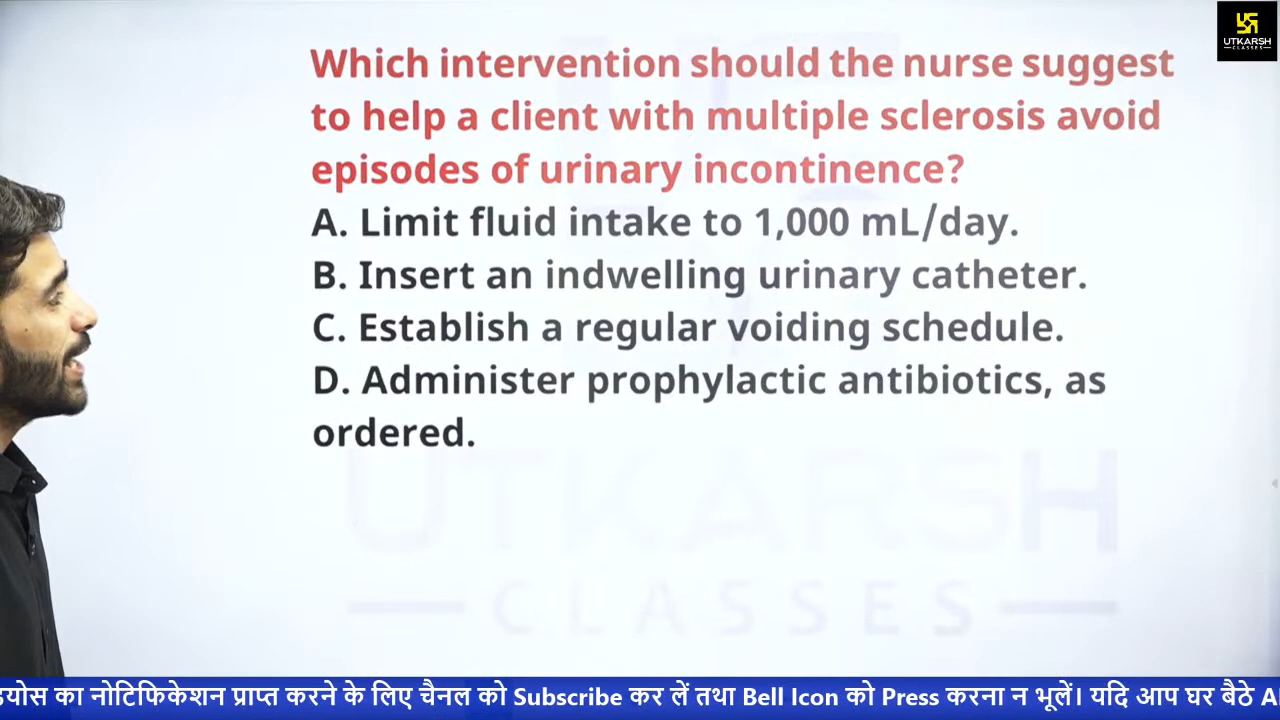 UTKARSH
CLASSES
Which intervention should the nurse suggest
to help a client with multiple sclerosis avoid
episodes of urinary incontinence?
A. Limit fluid intake to 1,000 mL/day.
B. Insert an indwelling urinary catheter.
C. Establish a regular voiding schedule.
D. Administer prophylactic antibiotics, as
ordered.
UTKARSH
CLASSES
का नोटिफिकेशन प्राप्त करने के लिए चैनल को Subscribe कर लें तथा Bell Icon को Press करना न भूलें। यदि आप घर बैठे